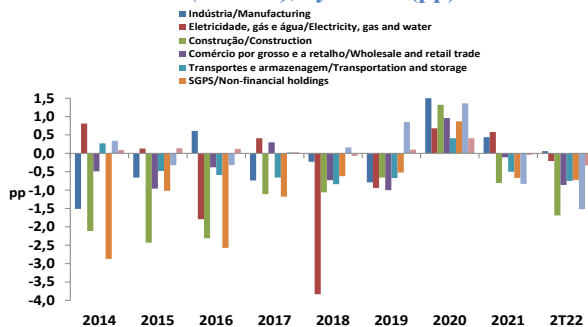 Indústria/Manufacturing
Eletricidade, gás e água/Electricity, gas and water
Construção/Construction
Comércio por grosso e a retalho/Wholesale and retail trade
Transportes e armazenagem/Transportation and storage
SGPS/Non-financial holdings
1,5
1,0
0,5
0,0
-0,5
pp -1,0
-1,5
-2,0
-2,5
-3,0
-3,5
-4,0
2014 2015 2016 2017 2018 2019 2020 2021 2T22